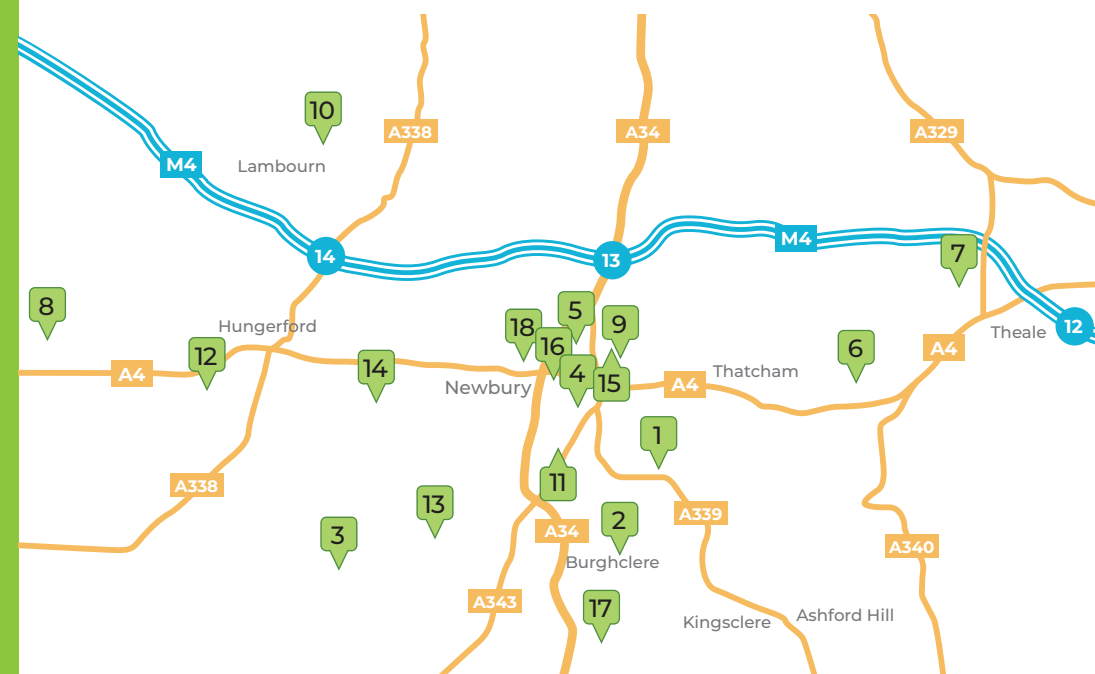 10
A338
A34
A329
M4
Lambourn
M4
7
14
13
8
5
9
18
Hungerford
12
Theale
16
6
A4
12
14
A4
4
15
A4
Thatcham
Newbury
1
11
A338
13
A339
2
3
A34
A340
Burghclere
A343
17
Kingsclere
Ashford Hill